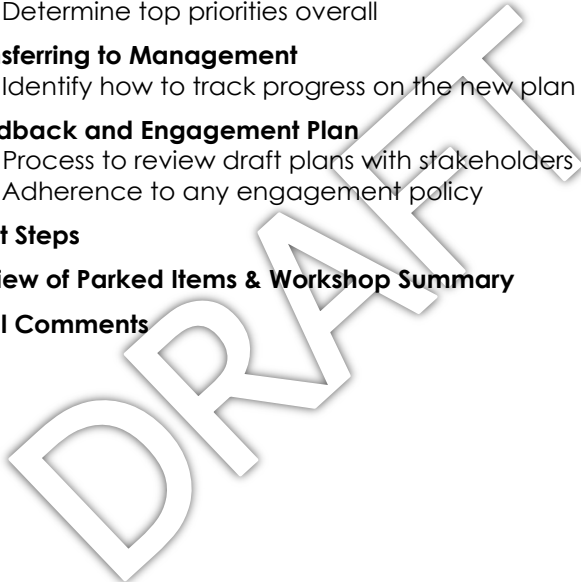 Determine top priorities overall
sferring to Management
Identify how to track progress on the new plan
dback and Engagement Plan
Process to review draft plans with stakeholders
Adherence to any engagement policy
t Steps
iew of Parked Items & Workshop Summary
l Comments
DRAFT